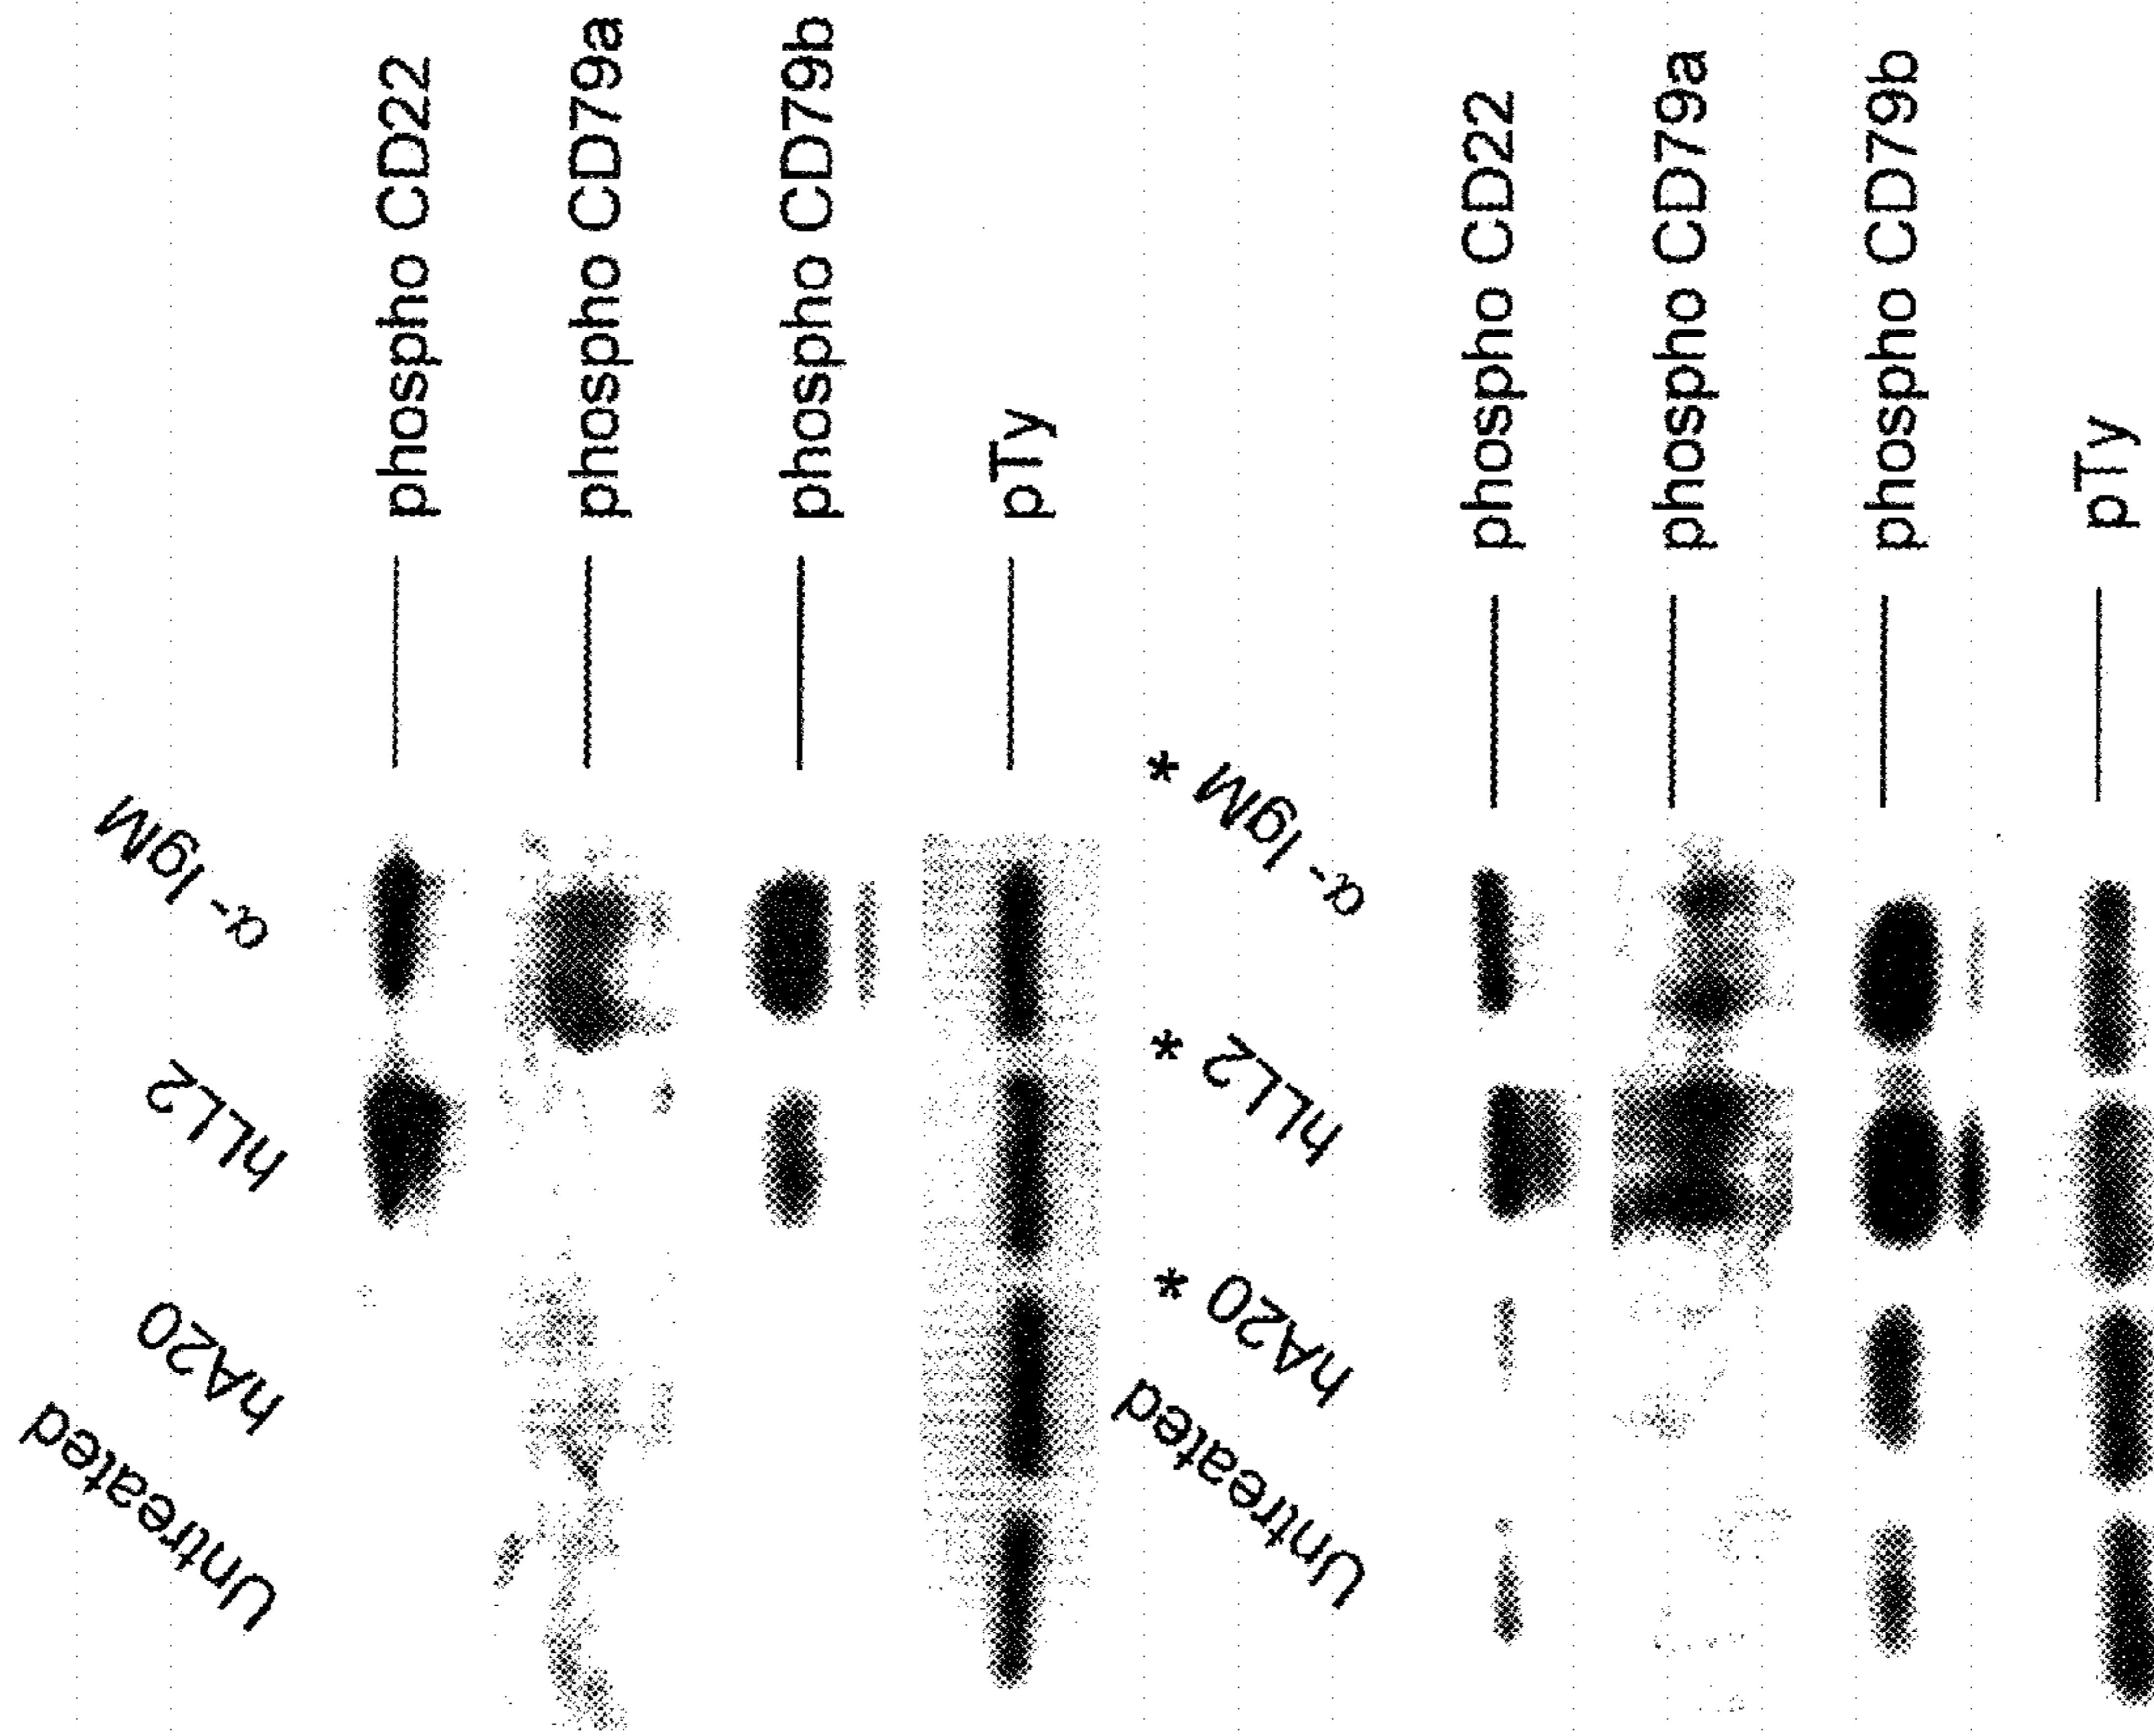 Untreated
hA20
hLL2
α- IgM
phospho CD22
phospho CD79a
phospho CD79b
pTy
Untreated
hA20 *
hLL2 *
α- IgM *
phospho CD22
phospho CD79a
phospho CD79b
pTy